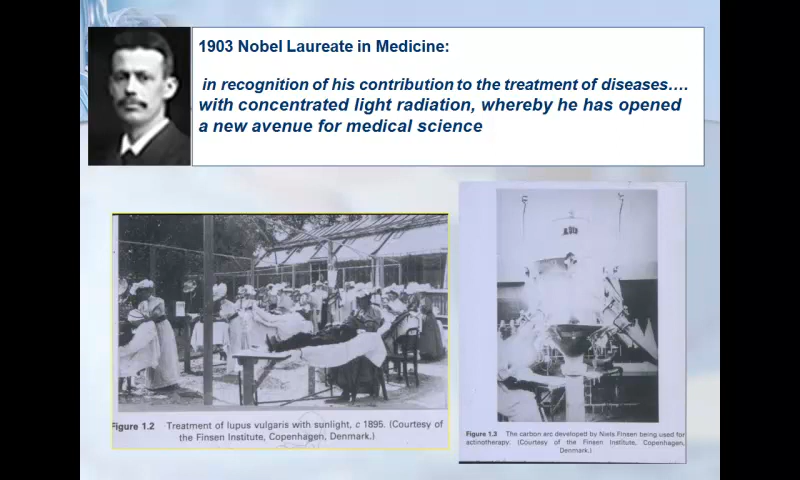 1903 Nobel Laureate in Medicine:
in recognition of his contribution to the treatment of diseases….
with concentrated light radiation, whereby he has opened
a new avenue for medical science
Figure 1.2 Treatment of lupus vulgaris with sunlight, c 1895. (Courtesy of
the Finsen Institute, Copenhagen, Denmark.)
Figure 1.3 The carbon arc developed by Niels Finsen being used for
actinotherapy. (Courtesy of the Finsen Institute, Copenhagen,
Denmark.)